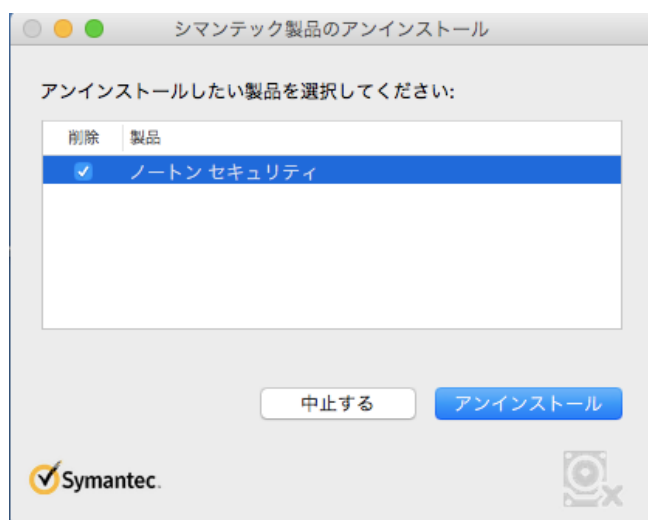 シマンテック製品のアンインストール
アンインストールしたい製品を選択してください:
削除 製品
ノートン セキュリティ
中止する アンインストール
Symantec.